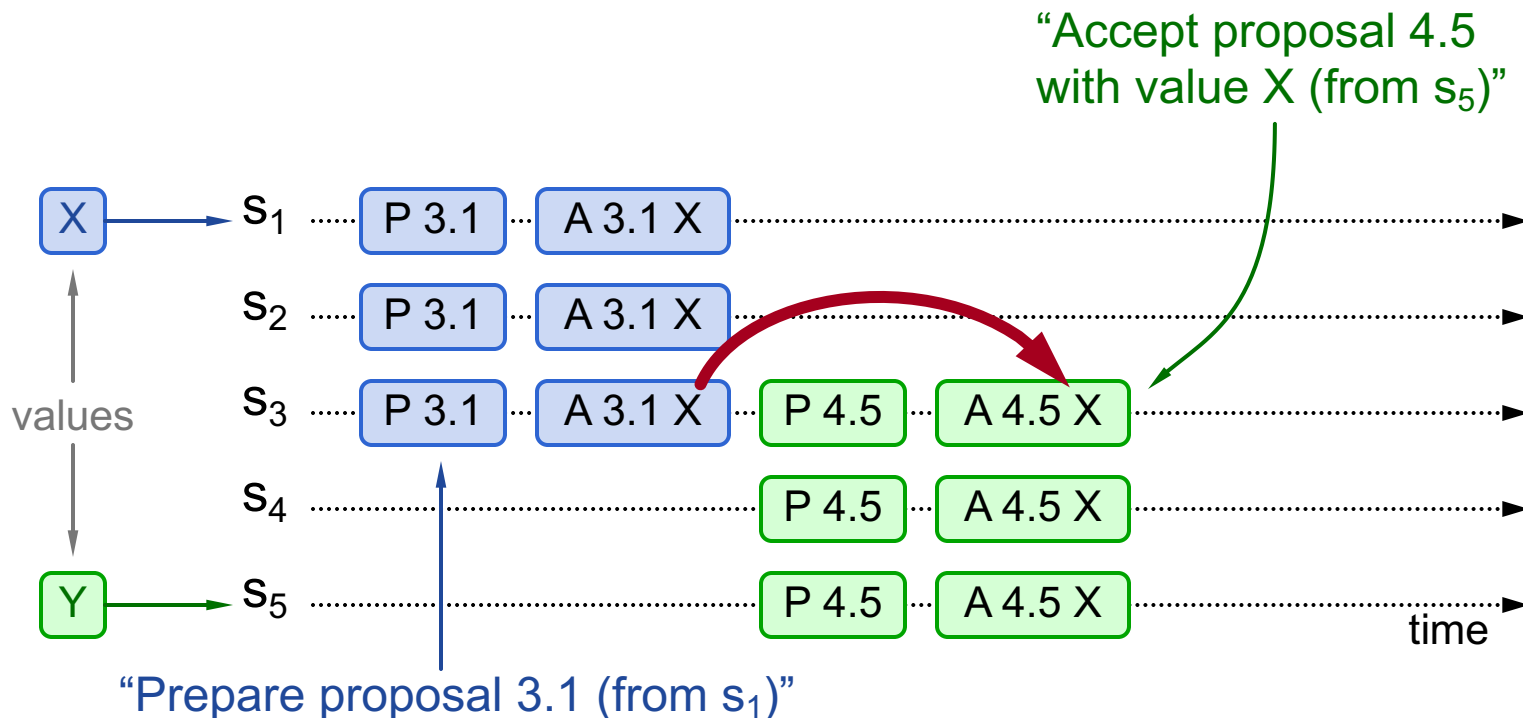 “Accept proposal 4.5
with value X (from s5)”
X s1 P 3.1 A 3.1 X
s2 P 3.1 A 3.1 X
values s3 P 3.1 A 3.1 X P 4.5 A 4.5 X
s4 P 4.5 A 4.5 X
Y s5 P 4.5 A 4.5 X
time
“Prepare proposal 3.1 (from s1)”